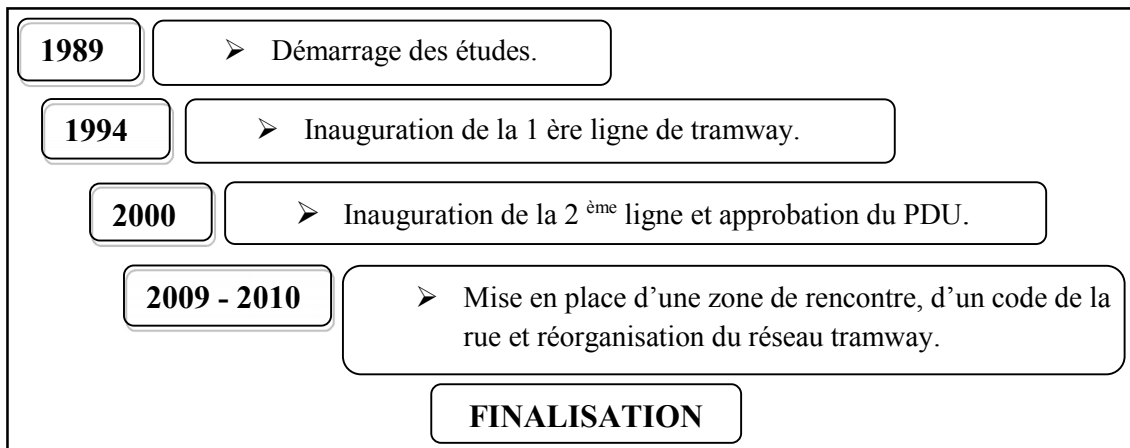 1989
➢ Démarrage des études.
1994
➢ Inauguration de la 1 ère ligne de tramway.
2000
➢ Inauguration de la 2 ème ligne et approbation du PDU.
2009 - 2010
➢ Mise en place d’une zone de rencontre, d’un code de la
rue et réorganisation du réseau tramway.
FINALISATION